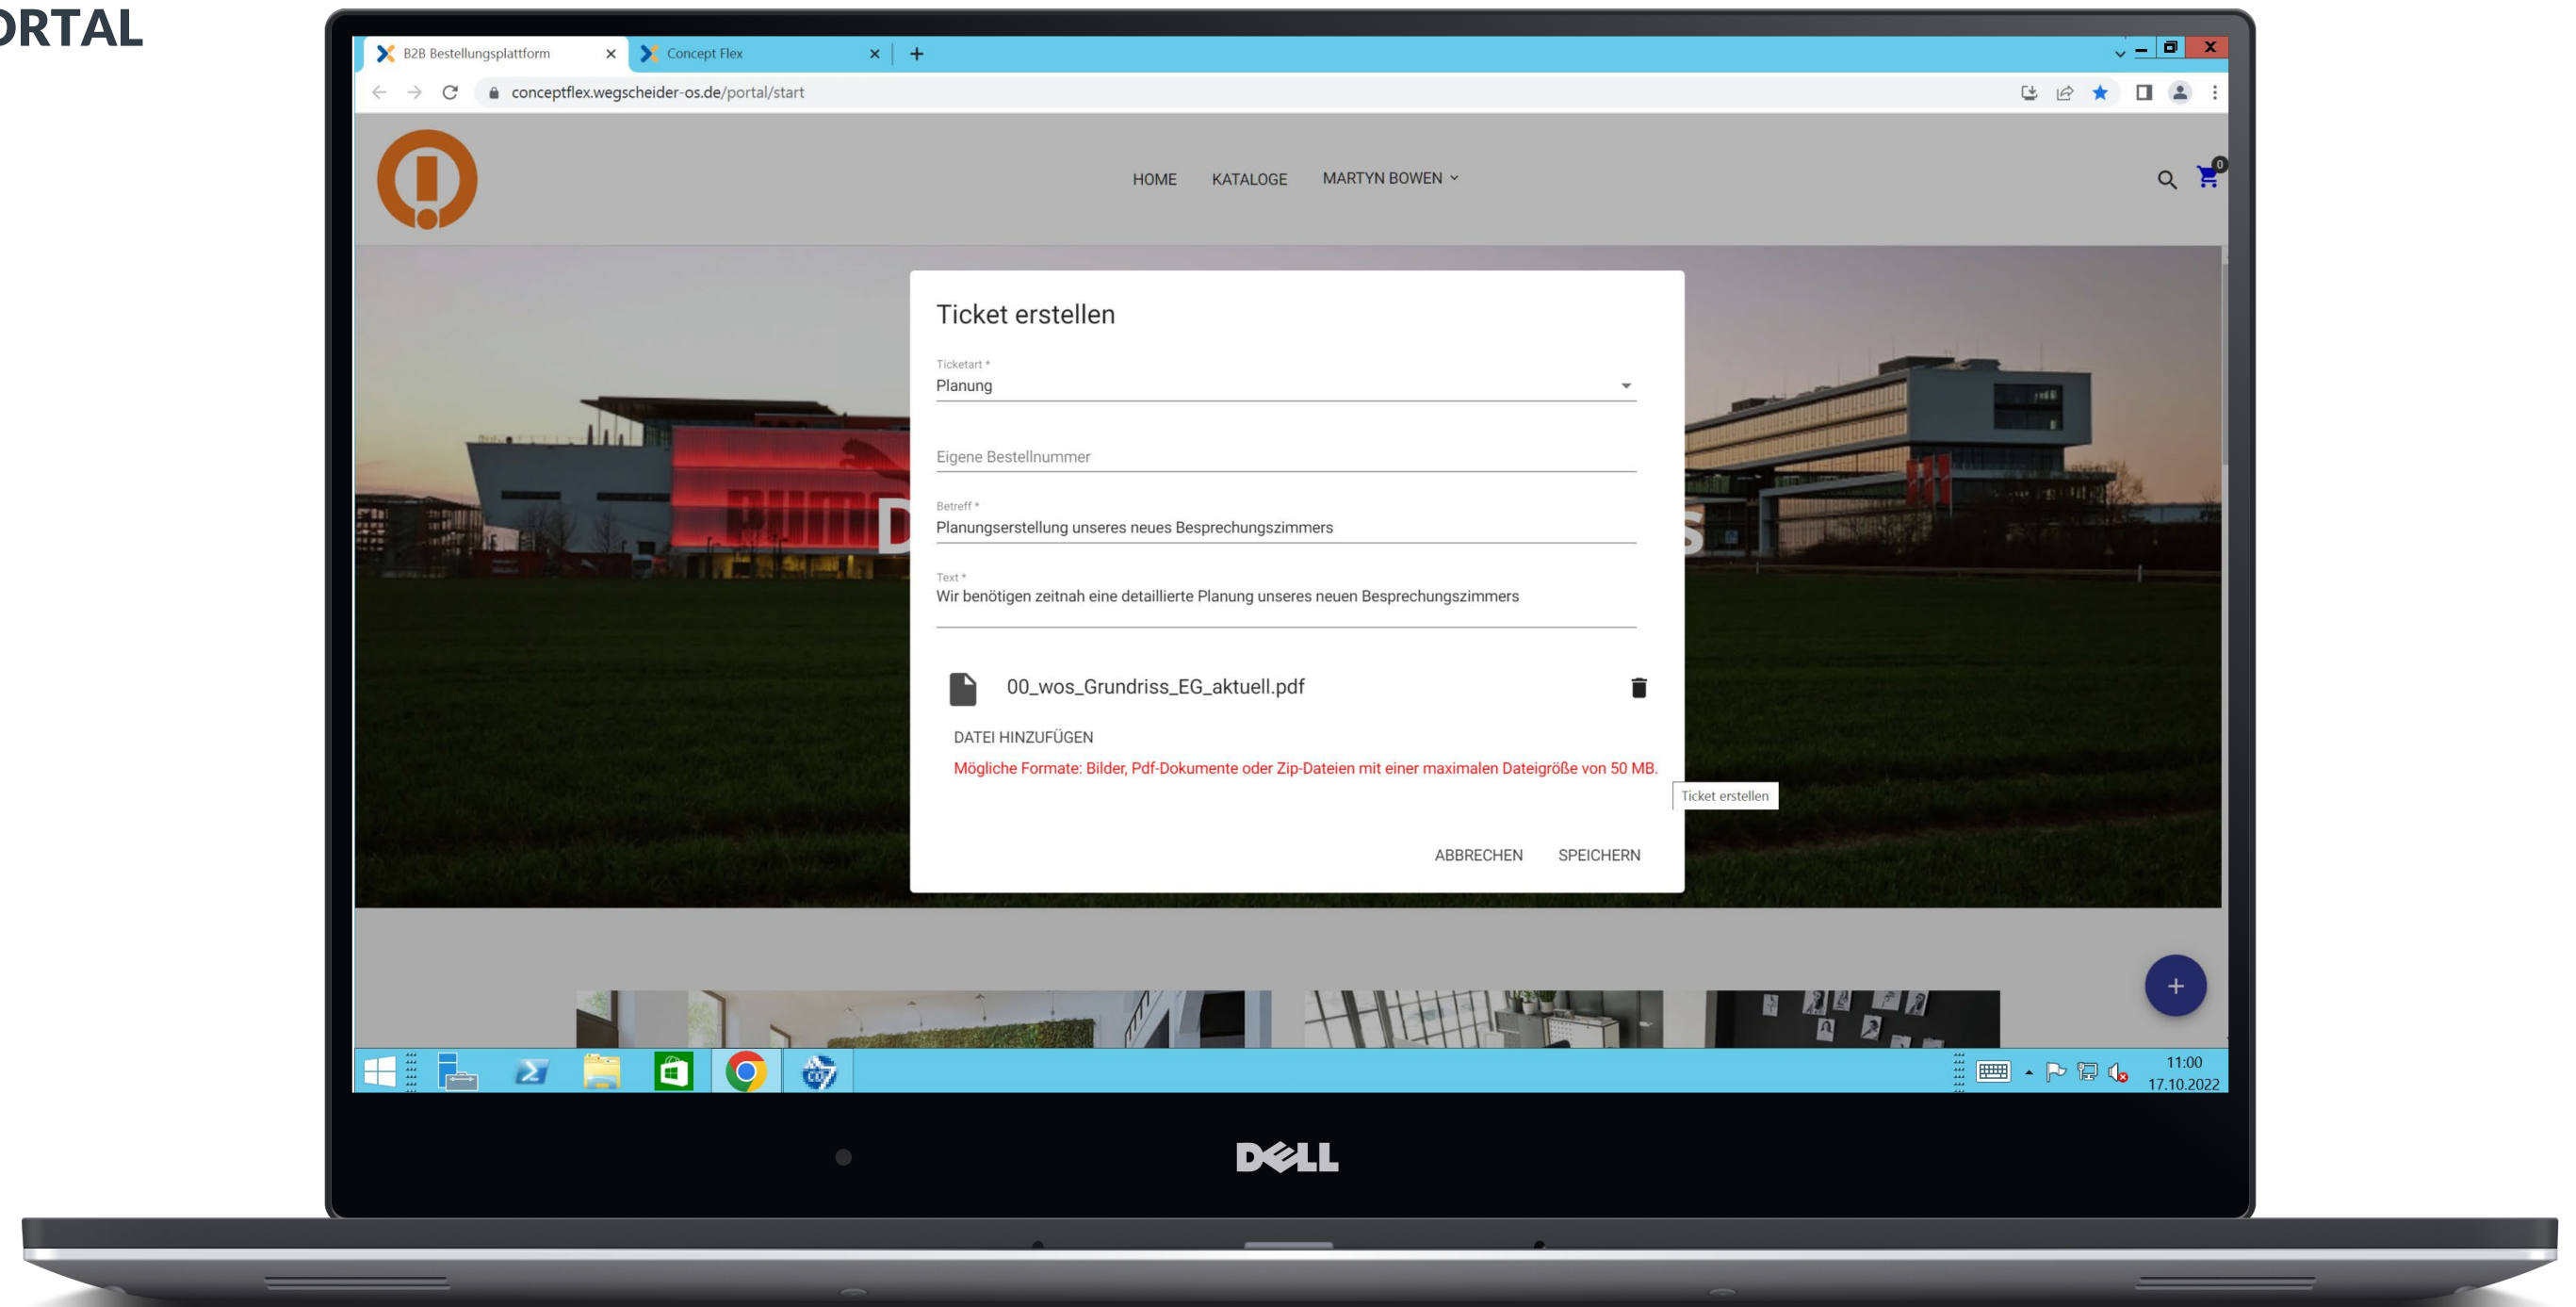 ORTAL
B2B Bestellungsplattform
Concept Flex
conceptflex.wegscheider-os.de/portal/start
HOME KATALOGE MARTYN BOWEN
0
Ticket erstellen
Ticketart *
Planung
Eigene Bestellnummer
PUMA
D
S
Betreff *
Planungserstellung unseres neues Besprechungszimmers
Text *
Wir benötigen zeitnah eine detaillierte Planung unseres neuen Besprechungszimmers
00_wos_Grundriss_EG_aktuell.pdf
DATEI HINZUFÜGEN
Mögliche Formate: Bilder, Pdf-Dokumente oder Zip-Dateien mit einer maximalen Dateigröße von 50 MB.
Ticket erstellen
ABBRECHEN SPEICHERN
11:00
17.10.2022
DELL